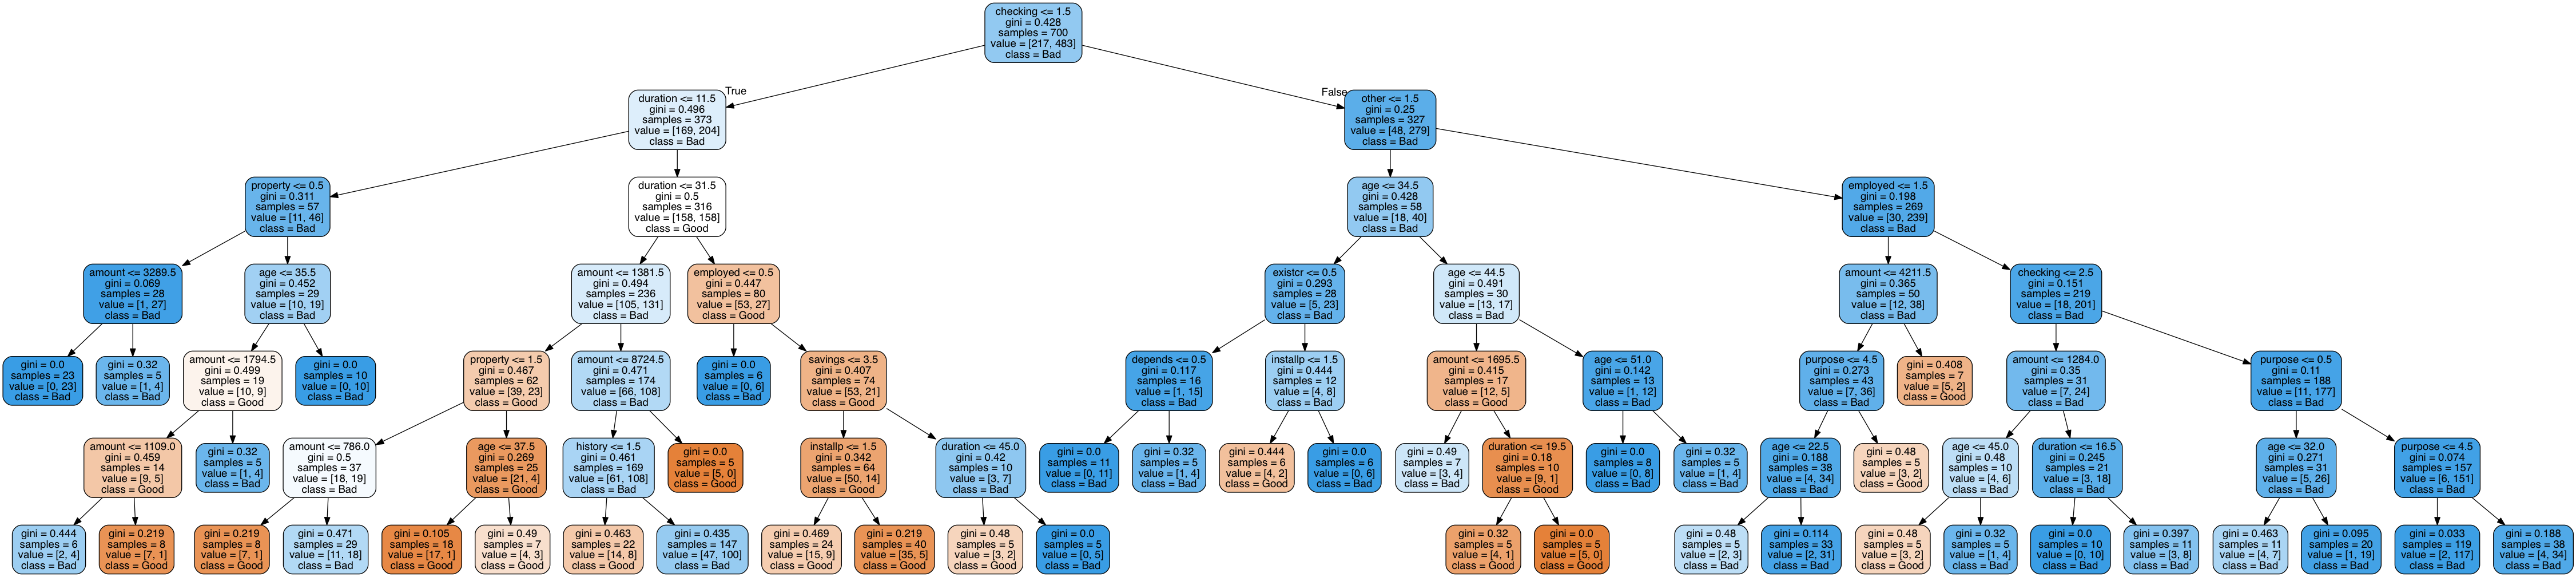 checking <= 1.5
gini = 0.428
samples = 700
value = [217, 483]
class = Bad
True
False
duration <= 11.5
gini = 0.496
samples = 373
value = [169, 204]
class = Bad
other <= 1.5
gini = 0.25
samples = 327
value = [48, 279]
class = Bad
property <= 0.5
gini = 0.311
samples = 57
value = [11, 46]
class = Bad
duration <= 31.5
gini = 0.5
samples = 316
value = [158, 158]
class = Good
age <= 34.5
gini = 0.428
samples = 58
value = [18, 40]
class = Bad
employed <= 1.5
gini = 0.198
samples = 269
value = [30, 239]
class = Bad
amount <= 3289.5
gini = 0.069
samples = 28
value = [1, 27]
class = Bad
age <= 35.5
gini = 0.452
samples = 29
value = [10, 19]
class = Bad
amount <= 1381.5
gini = 0.494
samples = 236
value = [105, 131]
class = Bad
employed <= 0.5
gini = 0.447
samples = 80
value = [53, 27]
class = Good
existcr <= 0.5
gini = 0.293
samples = 28
value = [5, 23]
class = Bad
age <= 44.5
gini = 0.491
samples = 30
value = [13, 17]
class = Bad
amount <= 4211.5
gini = 0.365
samples = 50
value = [12, 38]
class = Bad
checking <= 2.5
gini = 0.151
samples = 219
value = [18, 201]
class = Bad
gini = 0.0
samples = 23
value = [0, 23]
class = Bad
gini = 0.32
samples = 5
value = [1, 4]
class = Bad
amount <= 1794.5
gini = 0.499
samples = 19
value = [10, 9]
class = Good
gini = 0.0
samples = 10
value = [0, 10]
class = Bad
property <= 1.5
gini = 0.467
samples = 62
value = [39, 23]
class = Good
amount <= 8724.5
gini = 0.471
samples = 174
value = [66, 108]
class = Bad
gini = 0.0
samples = 6
value = [0, 6]
class = Bad
savings <= 3.5
gini = 0.407
samples = 74
value = [53, 21]
class = Good
depends <= 0.5
gini = 0.117
samples = 16
value = [1, 15]
class = Bad
installp <= 1.5
gini = 0.444
samples = 12
value = [4, 8]
class = Bad
amount <= 1695.5
gini = 0.415
samples = 17
value = [12, 5]
class = Good
age <= 51.0
gini = 0.142
samples = 13
value = [1, 12]
class = Bad
purpose <= 4.5
gini = 0.273
samples = 43
value = [7, 36]
class = Bad
gini = 0.408
samples = 7
value = [5, 2]
class = Good
amount <= 1284.0
gini = 0.35
samples = 31
value = [7, 24]
class = Bad
purpose <= 0.5
gini = 0.11
samples = 188
value = [11, 177]
class = Bad
amount <= 1109.0
gini = 0.459
samples = 14
value = [9, 5]
class = Good
gini = 0.32
samples = 5
value = [1, 4]
class = Bad
amount <= 786.0
gini = 0.5
samples = 37
value = [18, 19]
class = Bad
age <= 37.5
gini = 0.269
samples = 25
value = [21, 4]
class = Good
history <= 1.5
gini = 0.461
samples = 169
value = [61, 108]
class = Bad
gini = 0.0
samples = 5
value = [5, 0]
class = Good
installp <= 1.5
gini = 0.342
samples = 64
value = [50, 14]
class = Good
duration <= 45.0
gini = 0.42
samples = 10
value = [3, 7]
class = Bad
gini = 0.0
samples = 11
value = [0, 11]
class = Bad
gini = 0.32
samples = 5
value = [1, 4]
class = Bad
gini = 0.444
samples = 6
value = [4, 2]
class = Good
gini = 0.0
samples = 6
value = [0, 6]
class = Bad
gini = 0.49
samples = 7
value = [3, 4]
class = Bad
duration <= 19.5
gini = 0.18
samples = 10
value = [9, 1]
class = Good
gini = 0.0
samples = 8
value = [0, 8]
class = Bad
gini = 0.32
samples = 5
value = [1, 4]
class = Bad
age <= 22.5
gini = 0.188
samples = 38
value = [4, 34]
class = Bad
gini = 0.48
samples = 5
value = [3, 2]
class = Good
age <= 45.0
gini = 0.48
samples = 10
value = [4, 6]
class = Bad
duration <= 16.5
gini = 0.245
samples = 21
value = [3, 18]
class = Bad
age <= 32.0
gini = 0.271
samples = 31
value = [5, 26]
class = Bad
purpose <= 4.5
gini = 0.074
samples = 157
value = [6, 151]
class = Bad
gini = 0.444
samples = 6
value = [2, 4]
class = Bad
gini = 0.219
samples = 8
value = [7, 1]
class = Good
gini = 0.219
samples = 8
value = [7, 1]
class = Good
gini = 0.471
samples = 29
value = [11, 18]
class = Bad
gini = 0.105
samples = 18
value = [17, 1]
class = Good
gini = 0.49
samples = 7
value = [4, 3]
class = Good
gini = 0.463
samples = 22
value = [14, 8]
class = Good
gini = 0.435
samples = 147
value = [47, 100]
class = Bad
gini = 0.469
samples = 24
value = [15, 9]
class = Good
gini = 0.219
samples = 40
value = [35, 5]
class = Good
gini = 0.48
samples = 5
value = [3, 2]
class = Good
gini = 0.0
samples = 5
value = [0, 5]
class = Bad
gini = 0.32
samples = 5
value = [4, 1]
class = Good
gini = 0.0
samples = 5
value = [5, 0]
class = Good
gini = 0.48
samples = 5
value = [2, 3]
class = Bad
gini = 0.114
samples = 33
value = [2, 31]
class = Bad
gini = 0.48
samples = 5
value = [3, 2]
class = Good
gini = 0.32
samples = 5
value = [1, 4]
class = Bad
gini = 0.0
samples = 10
value = [0, 10]
class = Bad
gini = 0.397
samples = 11
value = [3, 8]
class = Bad
gini = 0.463
samples = 11
value = [4, 7]
class = Bad
gini = 0.095
samples = 20
value = [1, 19]
class = Bad
gini = 0.033
samples = 119
value = [2, 117]
class = Bad
gini = 0.188
samples = 38
value = [4, 34]
class = Bad